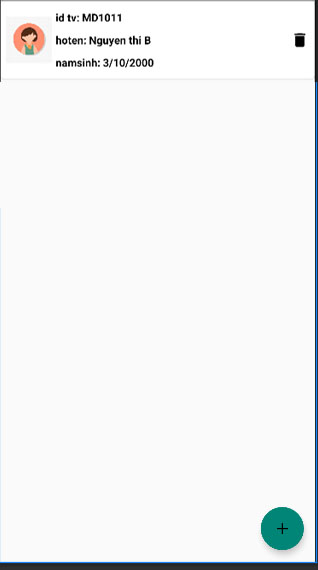 id tv: MD1011
hoten: Nguyen thi B
namsinh: 3/10/2000